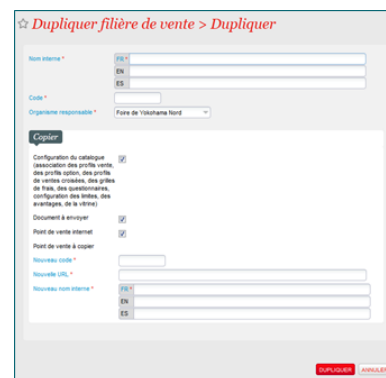 Dupliquer filière de vente > Dupliquer
Nom interne * FR *
EN
ES
Code *
Organisme responsable * Foire de Yokohama Nord
Copier
Configuration du catalogue
(association des profils vente,
des profils option, des profils
de ventes croisées, des grilles
de frais, des questionnaires,
configuration des limites, des
avantages, de la vitrine)
Document à envoyer
Point de vente internet
Point de vente à copier
Nouveau code *
Nouvelle URL *
Nouveau nom interne * FR *
EN
ES
DUPLIQUER ANNULER